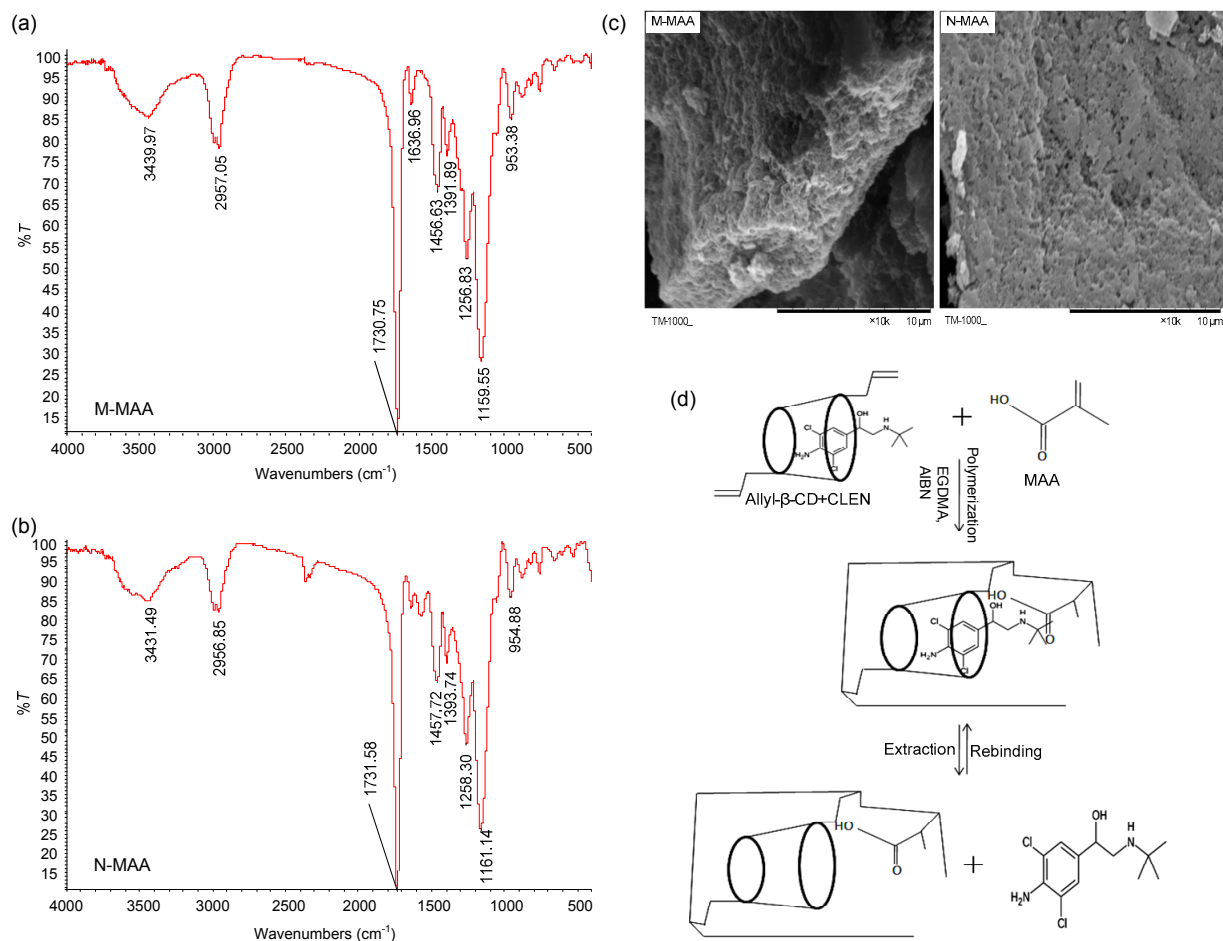 (a)
100
95
90
85
80
75
70
65
60
55
50
45
40
35
30
25
20
15
%T
3439.97
2957.05
1730.75
1636.96
1456.63
1391.89
1256.83
1159.55
953.38
M-MAA
4000 3000 2000 1500 1000 500
Wavenumbers (cm-1)
(b)
100
95
90
85
80
75
70
65
60
55
50
45
40
35
30
25
20
15
%T
3431.49
2956.85
1731.58
1457.72
1393.74
1258.30
1161.14
954.88
N-MAA
4000 3000 2000 1500 1000 500
Wavenumbers (cm-1)
(c)
M-MAA
TM-1000_ ×10k 10 μm
N-MAA
TM-1000_ ×10k 10 μm
(d)
Cl
OH
H
N
H2N
Cl
Allyl-β-CD+CLEN
+
HO
O
MAA
Polymerization
EGDMA,
AIBN
HO
O
OH
H
N
Cl
H2N
Cl
Extraction
Rebinding
HO
O
+
OH
H
N
Cl
H2N
Cl